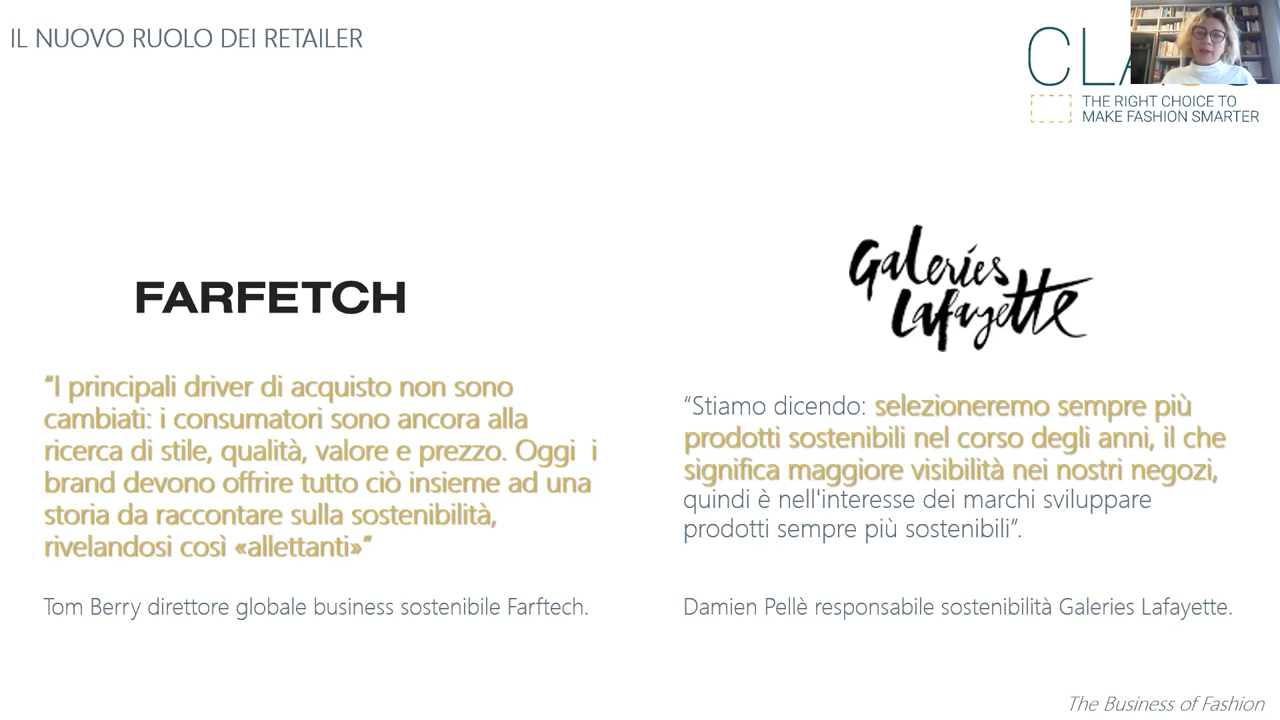 IL NUOVO RUOLO DEI RETAILER
THE RIGHT CHOICE TO
MAKE FASHION SMARTER
FARFETCH
“I principali driver di acquisto non sono
cambiati: i consumatori sono ancora alla
ricerca di stile, qualità, valore e prezzo. Oggi i
brand devono offrire tutto ciò insieme ad una
storia da raccontare sulla sostenibilità,
rivelandosi così «allettanti»”
Tom Berry direttore globale business sostenibile Farftech.
Galeries
Lafayette
“Stiamo dicendo: selezioneremo sempre più
prodotti sostenibili nel corso degli anni, il che
significa maggiore visibilità nei nostri negozi,
quindi è nell'interesse dei marchi sviluppare
prodotti sempre più sostenibili”.
Damien Pellè responsabile sostenibilità Galeries Lafayette.
The Business of Fashion